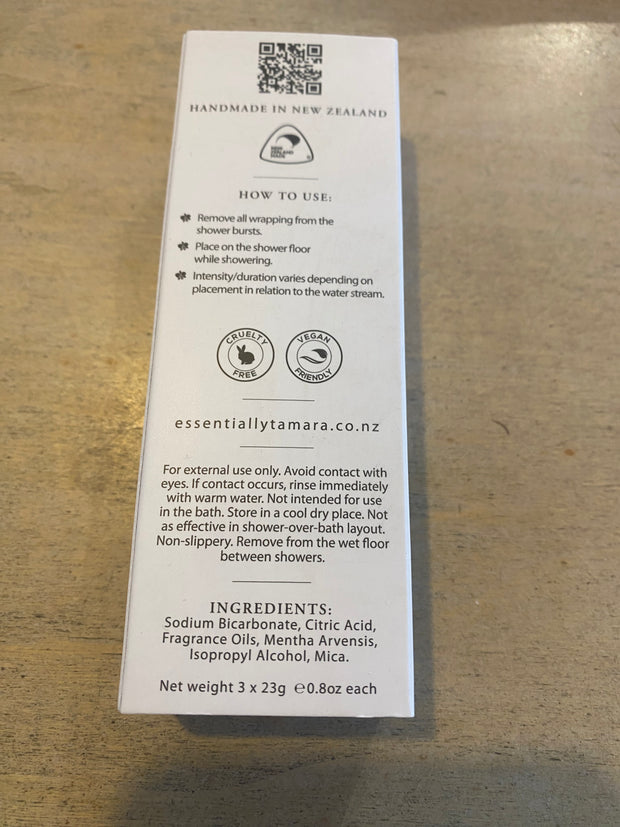 HANDMADE IN NEW ZEALAND
NEW
ZEALAND
MADE
HOW TO USE:
Remove all wrapping from the
shower bursts.
Place on the shower floor
while showering.
Intensity/duration varies depending on
placement in relation to the water stream.
CRUELTY
FREE
VEGAN
FRIENDLY
essentiallytamara.co.nz
For external use only. Avoid contact with
eyes. If contact occurs, rinse immediately
with warm water. Not intended for use
in the bath. Store in a cool dry place. Not
as effective in shower-over-bath layout.
Non-slippery. Remove from the wet floor
between showers.
INGREDIENTS:
Sodium Bicarbonate, Citric Acid,
Fragrance Oils, Mentha Arvensis,
Isopropyl Alcohol, Mica.
Net weight 3 x 23g ℮0.8oz each